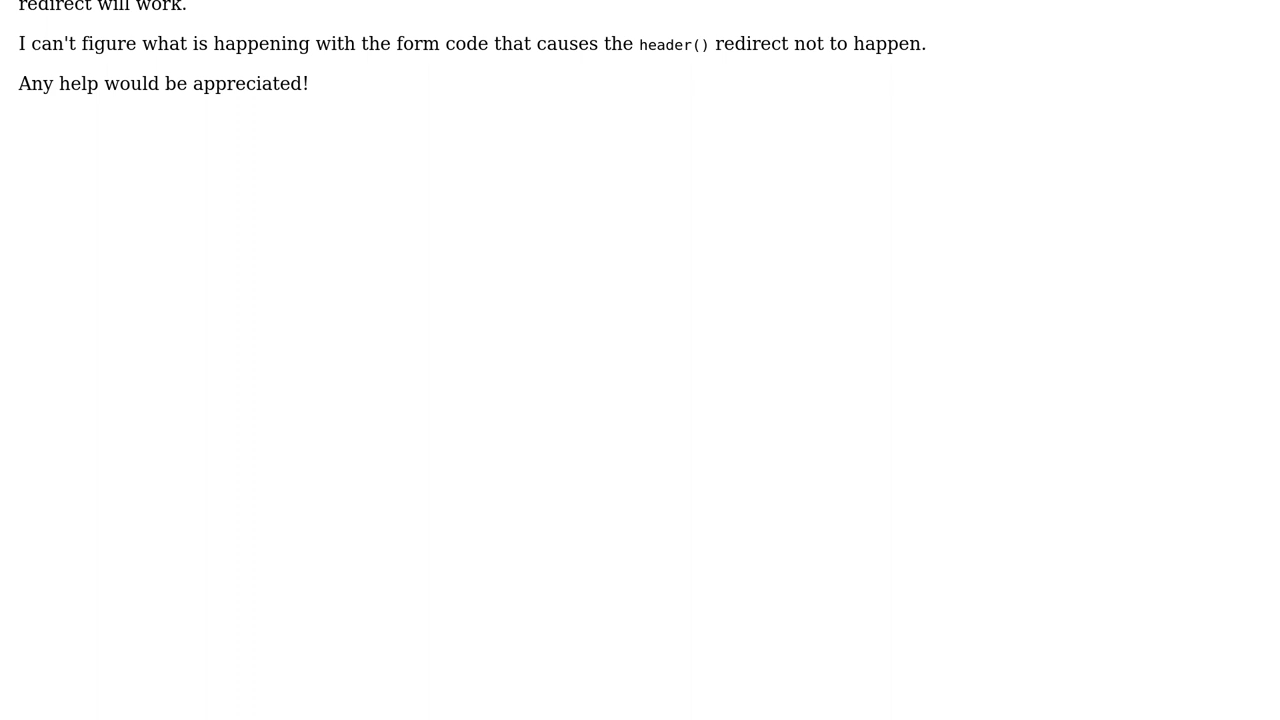 redirect will work.
I can't figure what is happening with the form code that causes the header() redirect not to happen.
Any help would be appreciated!